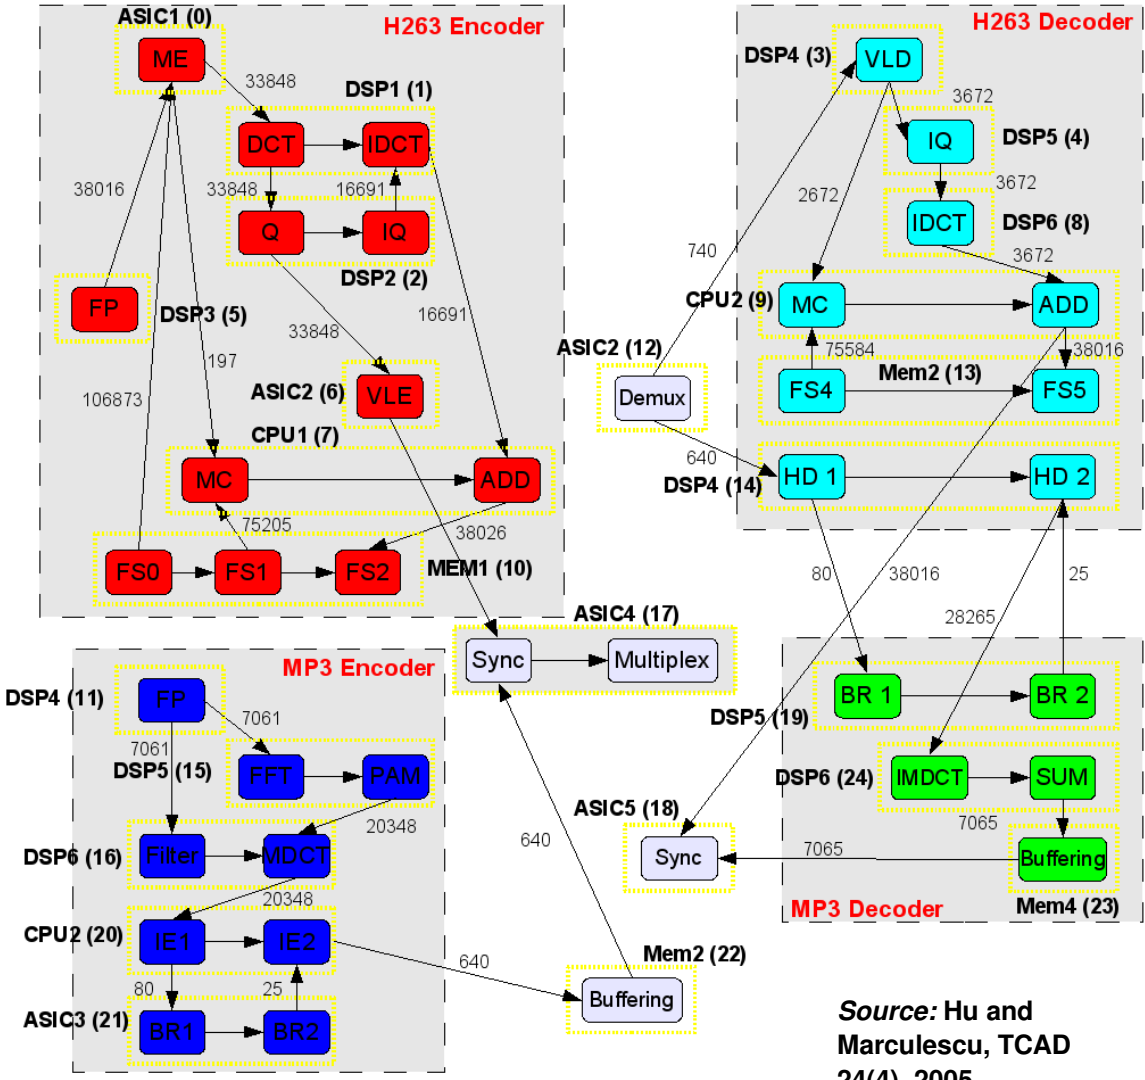 ASIC1 (0)
H263 Encoder
ME
33848
DSP1 (1)
DCT
IDCT
38016
33848
16691
Q
IQ
DSP2 (2)
FP
DSP3 (5)
33848
16691
197
106873
ASIC2 (6)
VLE
CPU1 (7)
MC
ADD
75205
38026
FS0
FS1
FS2
MEM1 (10)
H263 Decoder
DSP4 (3)
VLD
3672
IQ
DSP5 (4)
3672
2672
IDCT
DSP6 (8)
740
3672
CPU2 (9)
MC
ADD
ASIC2 (12)
75584
38016
Mem2 (13)
Demux
FS4
FS5
640
DSP4 (14)
HD 1
HD 2
80
38016
25
28265
ASIC4 (17)
Sync
Multiplex
MP3 Encoder
DSP4 (11)
FP
7061
7061
DSP5 (15)
FFT
PAM
20348
DSP6 (16)
Filter
MDCT
20348
CPU2 (20)
IE1
IE2
640
80
25
ASIC3 (21)
BR1
BR2
640
Mem2 (22)
Buffering
BR 1
BR 2
DSP5 (19)
DSP6 (24)
IMDCT
SUM
ASIC5 (18)
7065
Sync
7065
Buffering
MP3 Decoder
Mem4 (23)
Source: Hu and
Marculescu, TCAD
24(4), 2005